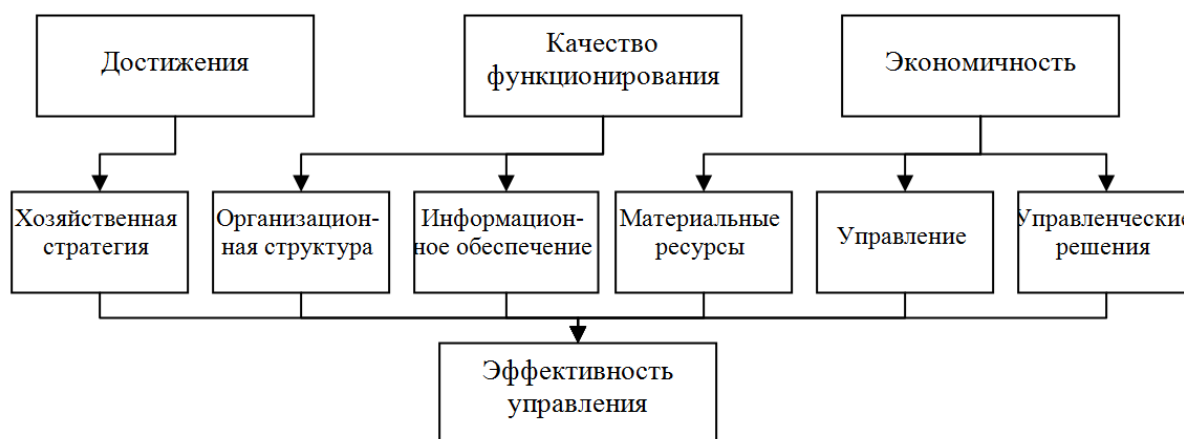 Достижения
Качество
функционирования
Экономичность
Хозяйственная
стратегия
Организацион-
ная структура
Информацион-
ное обеспечение
Материальные
ресурсы
Управление
Управленческие
решения
Эффективность
управления